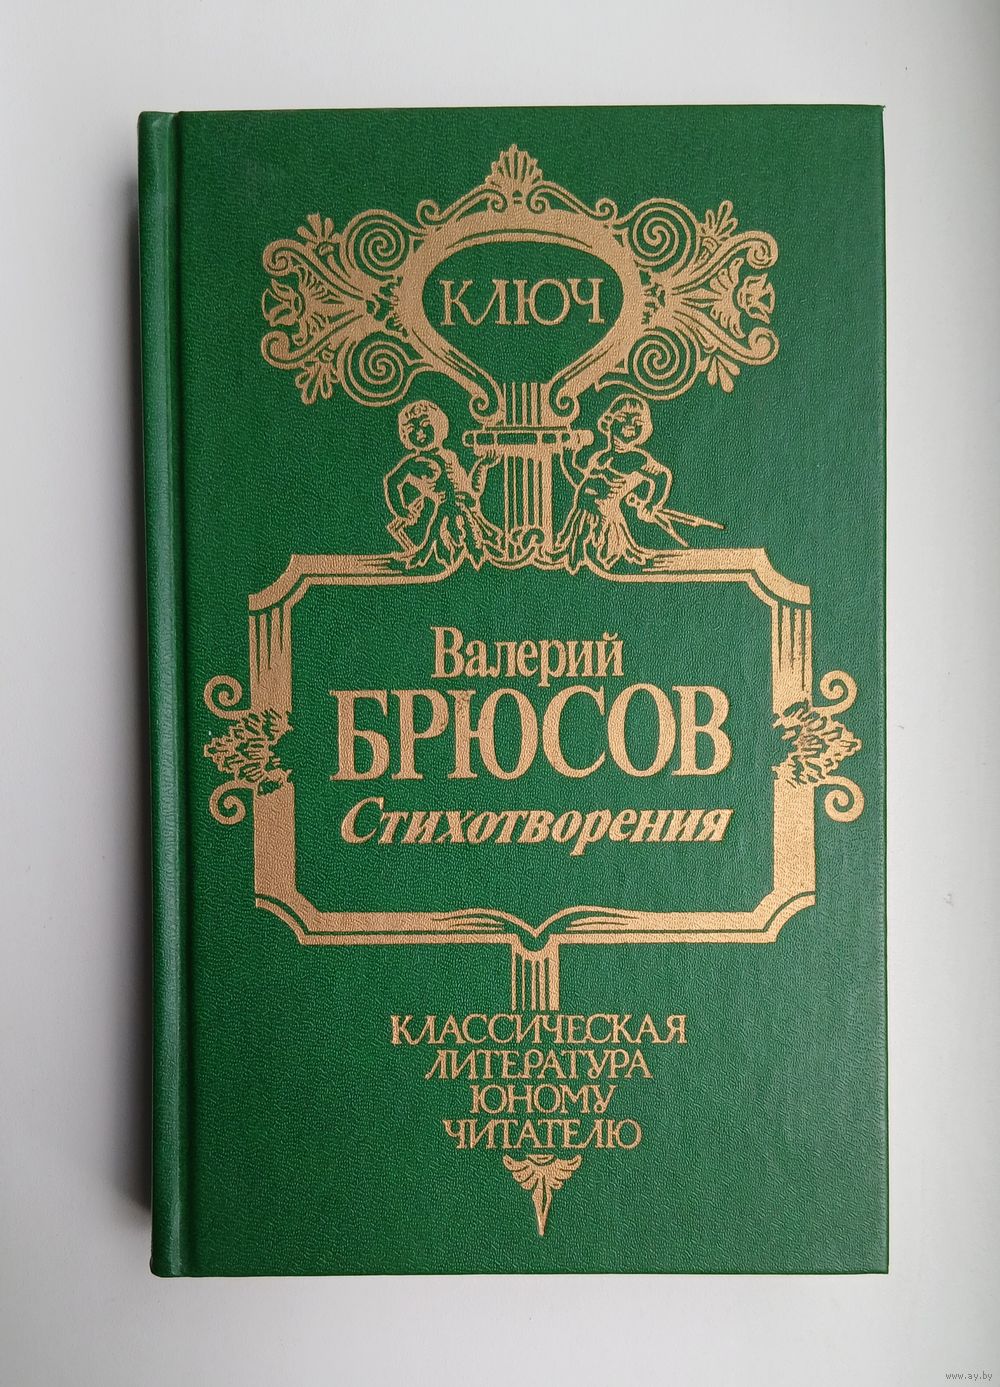 КЛЮЧ
Валерий
БРЮСОВ
Стихотворения
КЛАССИЧЕСКАЯ
ЛИТЕРАТУРА
ЮНОМУ
ЧИТАТЕЛЮ
www.ay.by